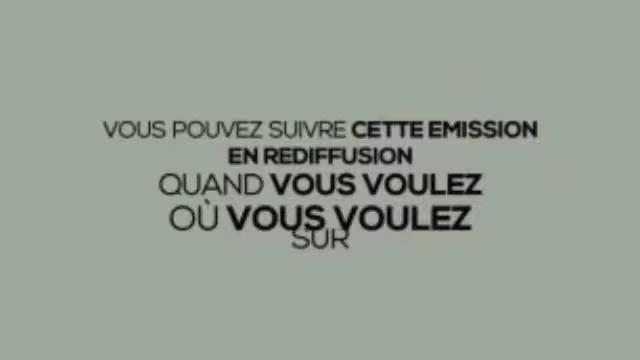 VOUS POUVEZ SUIVRE CETTE EMISSION
EN REDIFFUSION
QUAND VOUS VOULEZ
OÙ VOUS VOULEZ
SUR